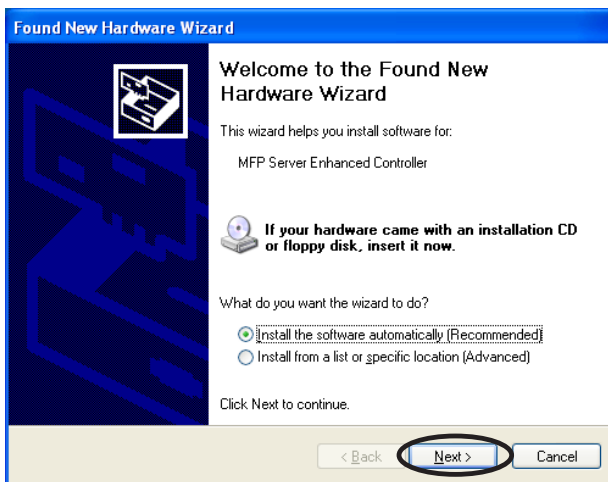 Found New Hardware Wizard
Welcome to the Found New
Hardware Wizard
This wizard helps you install software for:
MFP Server Enhanced Controller
If your hardware came with an installation CD
or floppy disk, insert it now.
What do you want the wizard to do?
Install the software automatically (Recommended)
Install from a list or specific location (Advanced)
Click Next to continue.
< Back
Next >
Cancel